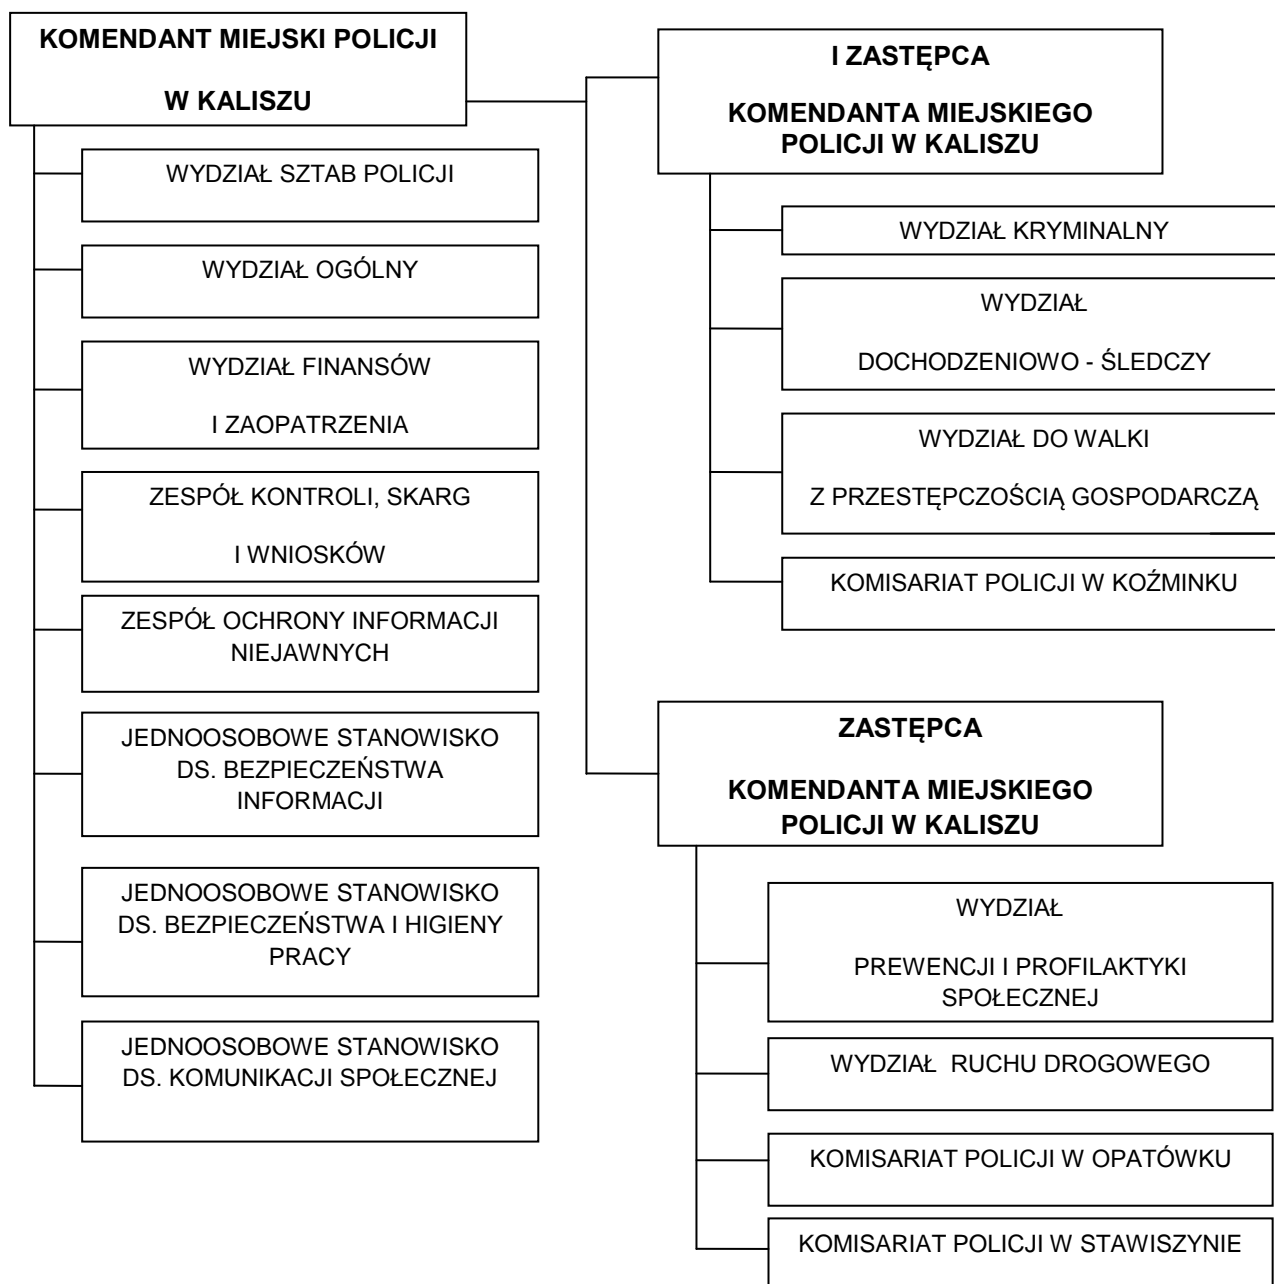 KOMENDANT MIEJSKI POLICJI
W KALISZU
WYDZIAŁ SZTAB POLICJI
WYDZIAŁ OGÓLNY
WYDZIAŁ FINANSÓW
I ZAOPATRZENIA
ZESPÓŁ KONTROLI, SKARG
I WNIOSKÓW
ZESPÓŁ OCHRONY INFORMACJI
NIEJAWNYCH
JEDNOOSOBOWE STANOWISKO
DS. BEZPIECZEŃSTWA
INFORMACJI
JEDNOOSOBOWE STANOWISKO
DS. BEZPIECZEŃSTWA I HIGIENY
PRACY
JEDNOOSOBOWE STANOWISKO
DS. KOMUNIKACJI SPOŁECZNEJ
I ZASTĘPCA
KOMENDANTA MIEJSKIEGO
POLICJI W KALISZU
WYDZIAŁ KRYMINALNY
WYDZIAŁ
DOCHODZENIOWO - ŚLEDCZY
WYDZIAŁ DO WALKI
Z PRZESTĘPCZOŚCIĄ GOSPODARCZĄ
KOMISARIAT POLICJI W KOŹMINKU
ZASTĘPCA
KOMENDANTA MIEJSKIEGO
POLICJI W KALISZU
WYDZIAŁ
PREWENCJI I PROFILAKTYKI
SPOŁECZNEJ
WYDZIAŁ RUCHU DROGOWEGO
KOMISARIAT POLICJI W OPATÓWKU
KOMISARIAT POLICJI W STAWISZYNIE